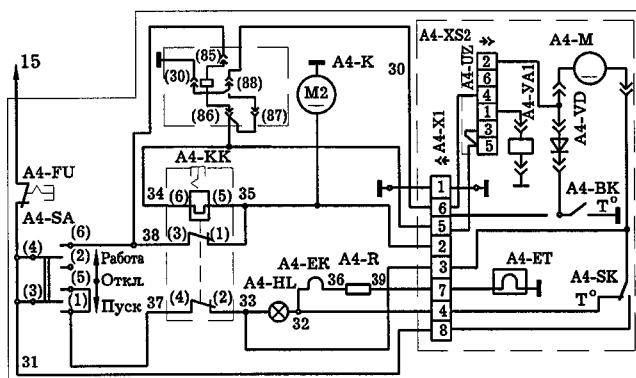 15
(85)
(30)
(88)
(86)
(87)
A4-K
M2
30
A4-XS2
A4-UZ
2
6
4
1
3
5
A4-УА1
A4-M
A4-VD
A4-X1
1
6
5
2
3
7
4
8
A4-BK
T°
A4-FU
A4-SA
A4-KK
34
(6)
(5)
35
38
(3)
(1)
(6)
(4)
(2)
Работа
(5)
Откл.
(3)
(1)
Пуск
37
(4)
(2)
33
A4-HL
32
A4-EK
36
A4-R
39
A4-ET
A4-SK
T°
31